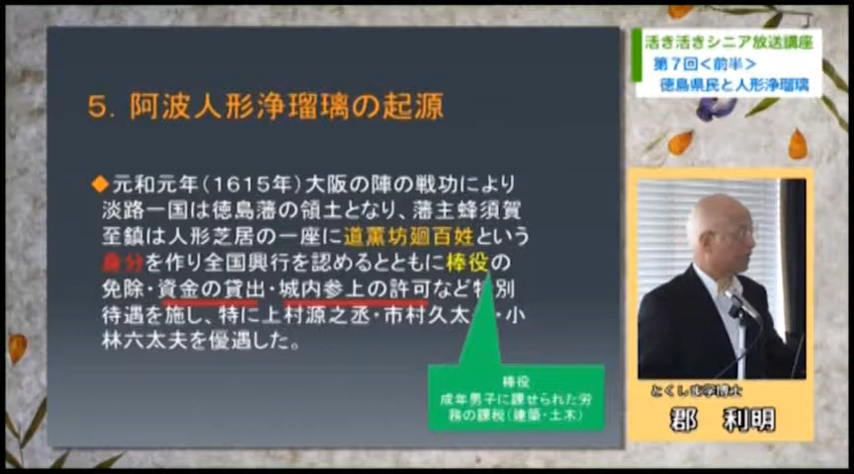 活き活きシニア放送講座
第7回<前半>
徳島県民と人形浄瑠璃
5. 阿波人形浄瑠璃の起源
◆元和元年(1615年)大阪の陣の戦功により
淡路一国は徳島藩の領土となり、藩主蜂須賀
至鎮は人形芝居の一座に道薫坊廻百姓という
身分を作り全国興行を認めるとともに棒役の
免除・資金の貸出・城内参上の許可など特別
待遇を施し、特に上村源之丞・市村久太・小
林六太夫を優遇した。
棒役
成年男子に課せられた労
務の課税(建築・土木)
とくしま学博士
郡 利明